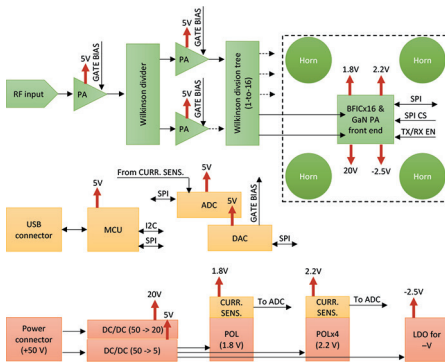 5V
GATE BIAS
5V
GATE BIAS
RF input
PA
Wilkinson divider
PA
5V
GATE BIAS
PA
Wilkinson division tree
(1-to-16)
Horn
Horn
1.8V
2.2V
BFICx16 &
GaN PA
front end
SPI
SPI CS
TX/RX EN
20V
-2.5V
Horn
Horn
From CURR. SENS.
5V
5V
SPI
ADC
5V
GATE BIAS
USB
connector
MCU
I2C
SPI
DAC
SPI
20V
5V
1.8V
CURR.
SENS.
To ADC
2.2V
CURR.
SENS.
To ADC
-2.5V
Power
connector
(+50 V)
DC/DC (50 -> 20)
DC/DC (50 -> 5)
POL
(1.8 V)
POLx4
(2.2 V)
LDO for
–V